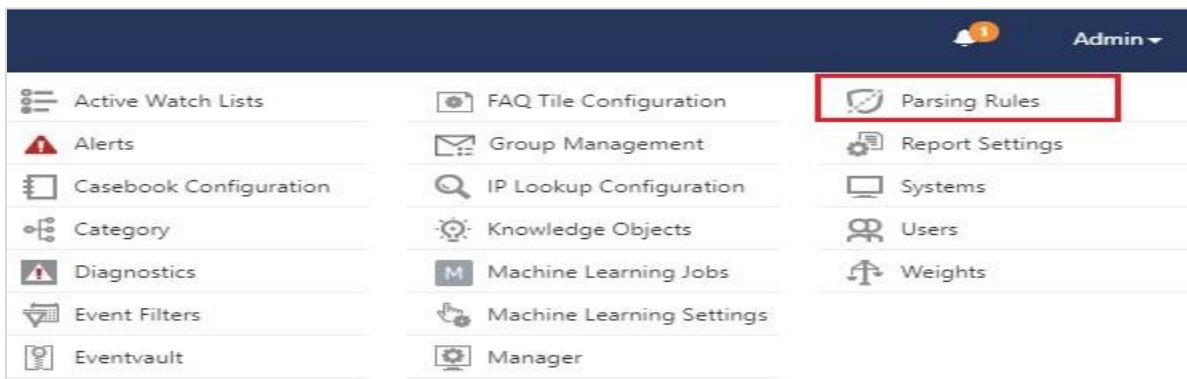 1
Admin
Active Watch Lists
Alerts
Casebook Configuration
Category
Diagnostics
Event Filters
Eventvault
FAQ Tile Configuration
Group Management
IP Lookup Configuration
Knowledge Objects
M Machine Learning Jobs
Machine Learning Settings
Manager
Parsing Rules
Report Settings
Systems
Users
Weights